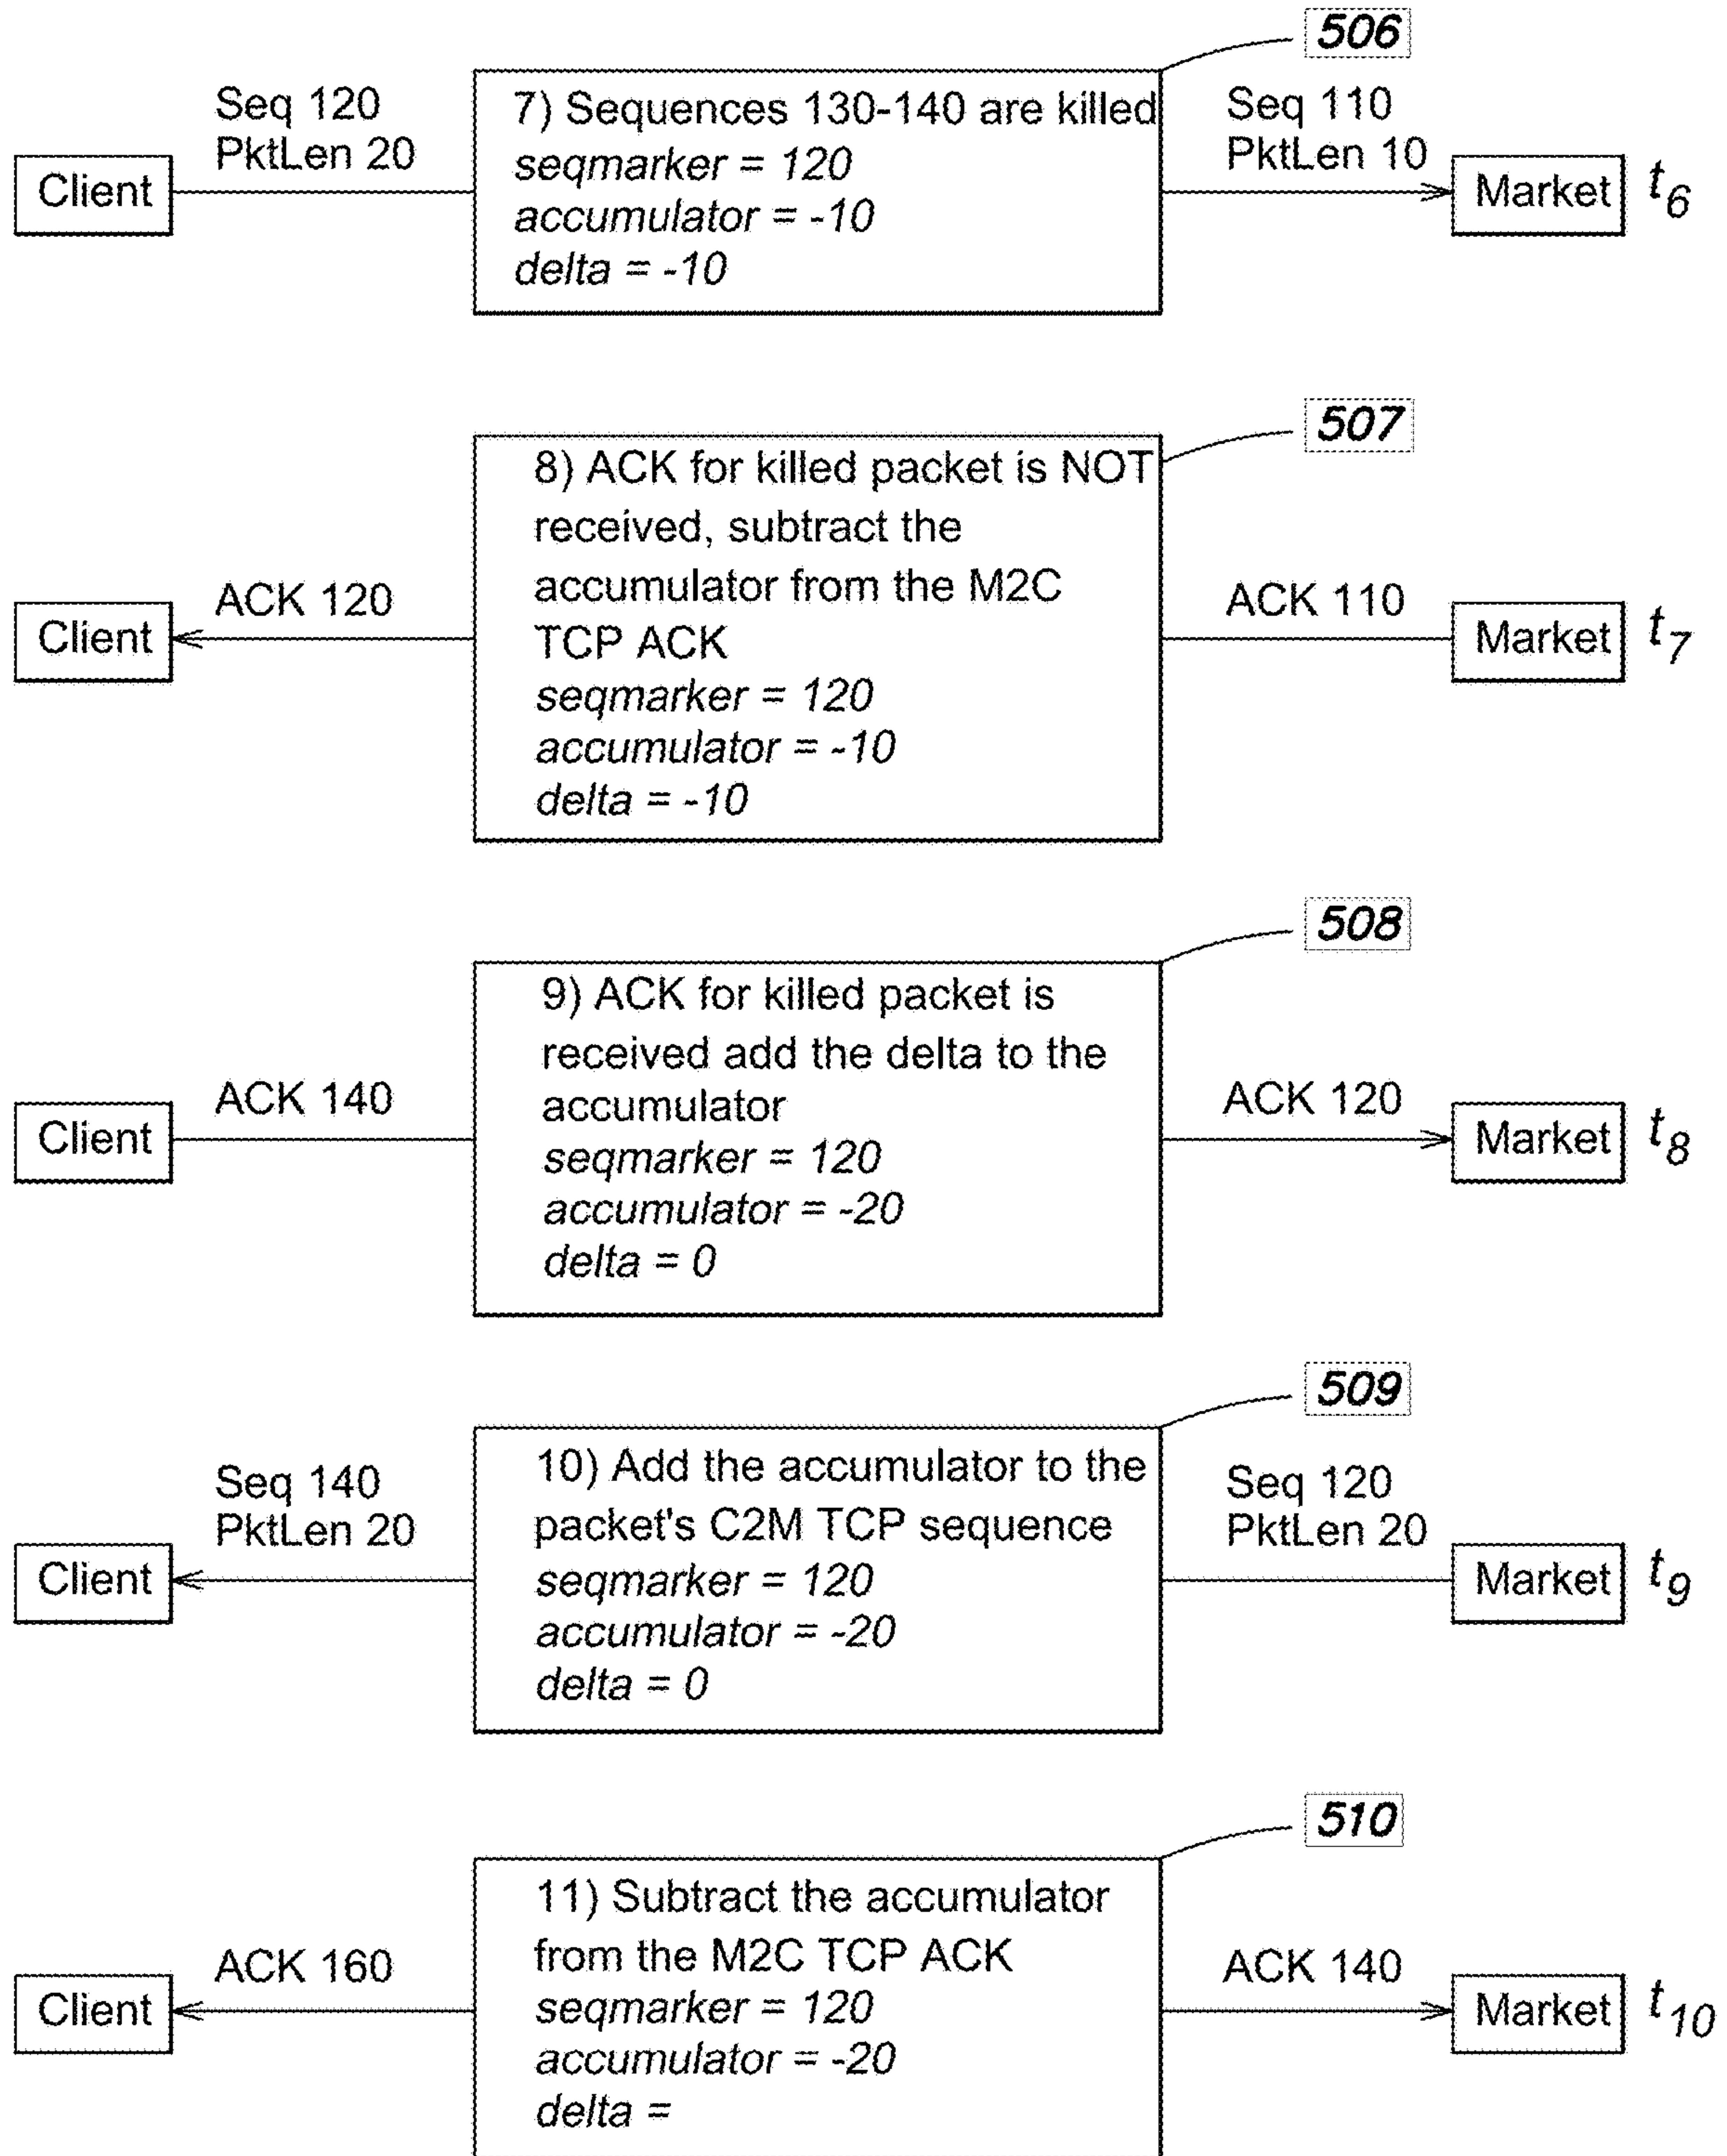 506
Seq 120
PktLen 20
Client
7) Sequences 130-140 are killed
seqmarker = 120
accumulator = -10
delta = -10
Seq 110
PktLen 10
Market
t6
507
ACK 120
Client
8) ACK for killed packet is NOT
received, subtract the
accumulator from the M2C
TCP ACK
seqmarker = 120
accumulator = -10
delta = -10
ACK 110
Market
t7
508
ACK 140
Client
9) ACK for killed packet is
received add the delta to the
accumulator
seqmarker = 120
accumulator = -20
delta = 0
ACK 120
Market
t8
509
Seq 140
PktLen 20
Client
10) Add the accumulator to the
packet's C2M TCP sequence
seqmarker = 120
accumulator = -20
delta = 0
Seq 120
PktLen 20
Market
t9
510
ACK 160
Client
11) Subtract the accumulator
from the M2C TCP ACK
seqmarker = 120
accumulator = -20
delta =
ACK 140
Market
t10